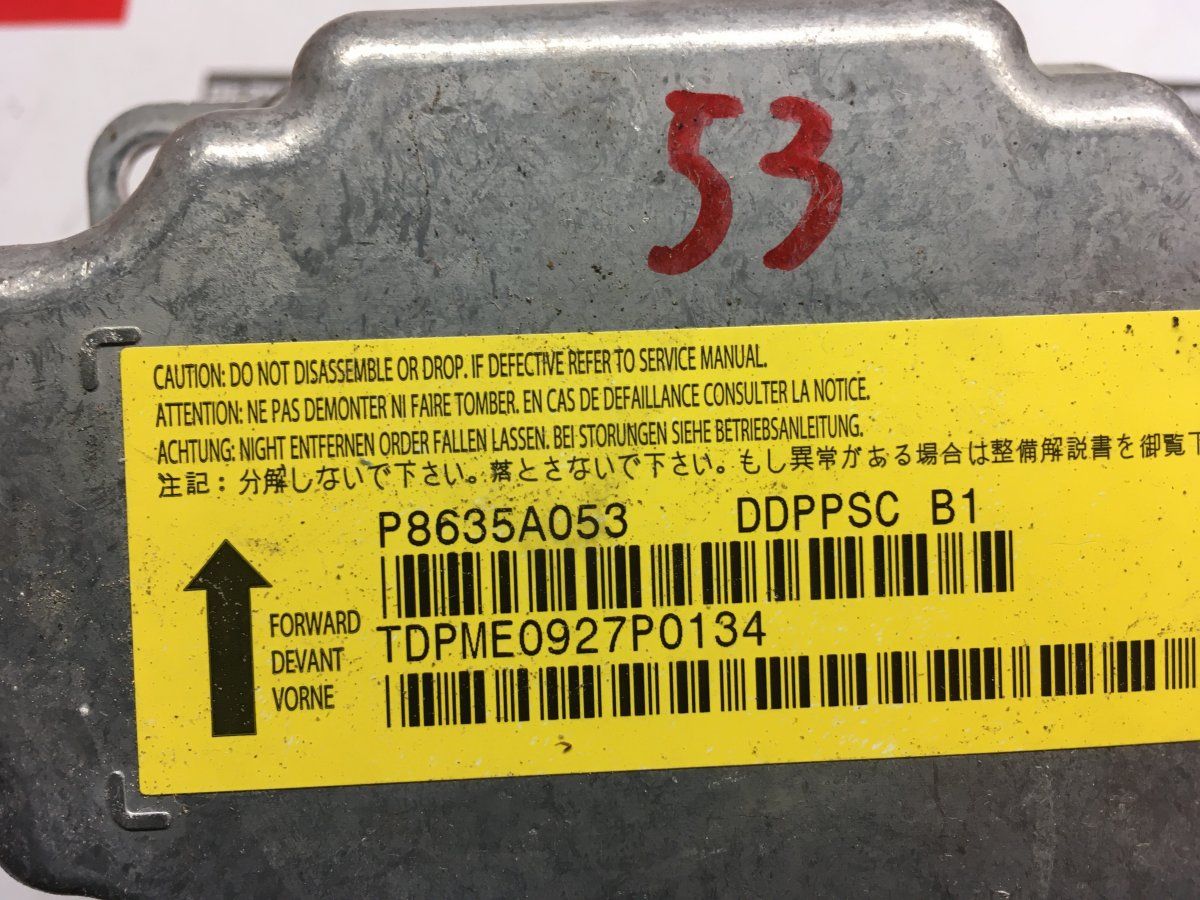 53
CAUTION: DO NOT DISASSEMBLE OR DROP. IF DEFECTIVE REFER TO SERVICE MANUAL.
ATTENTION: NE PAS DEMONTER NI FAIRE TOMBER. EN CAS DE DEFAILLANCE CONSULTER LA NOTICE.
ACHTUNG: NIGHT ENTFERNEN ORDER FALLEN LASSEN. BEI STORUNGEN SIEHE BETRIEBSANLEITUNG.
注記：分解しないで下さい。落とさないで下さい。もし異常がある場合は整備解説書を御覧下
P8635A053 DDPPSC B1
TDPME0927P0134
FORWARD
DEVANT
VORNE